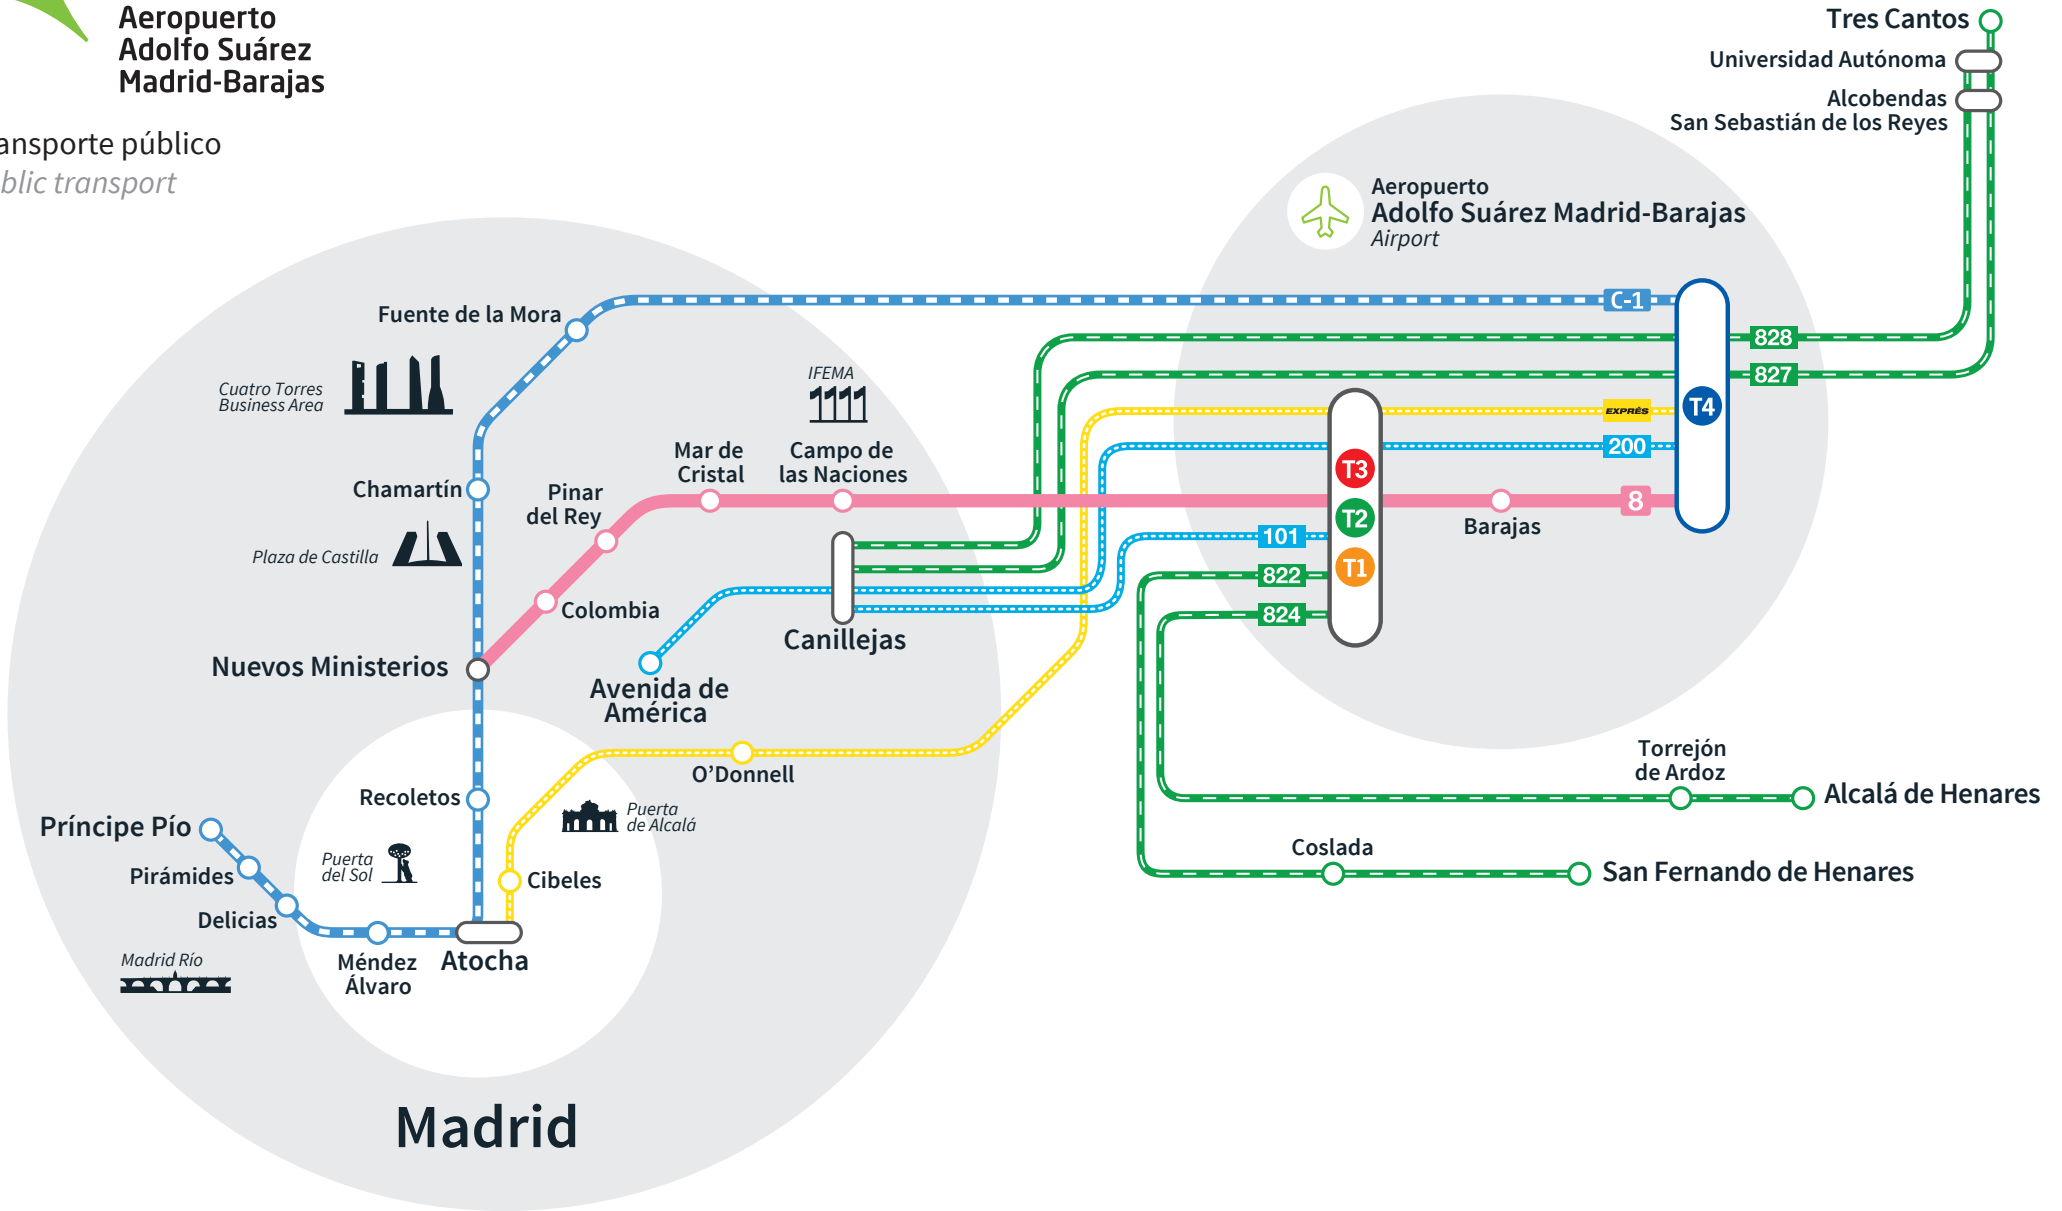 Aeropuerto
Adolfo Suárez
Madrid-Barajas
ansporte público
blic transport
Tres Cantos
Universidad Autónoma
Alcobendas
San Sebastián de los Reyes
Aeropuerto
Adolfo Suárez Madrid-Barajas
Airport
C-1
828
827
EXPRÉS
T4
200
8
Barajas
T3
T2
T1
101
822
824
Fuente de la Mora
Cuatro Torres
Business Area
IFEMA
Chamartín
Pinar
del Rey
Mar de
Cristal
Campo de
las Naciones
Plaza de Castilla
Colombia
Canillejas
Nuevos Ministerios
Avenida de
América
O'Donnell
Recoletos
Puerta
de Alcalá
Príncipe Pío
Pirámides
Delicias
Puerta
del Sol
Cibeles
Madrid Río
Méndez
Álvaro
Atocha
Torrejón
de Ardoz
Alcalá de Henares
Coslada
San Fernando de Henares
Madrid